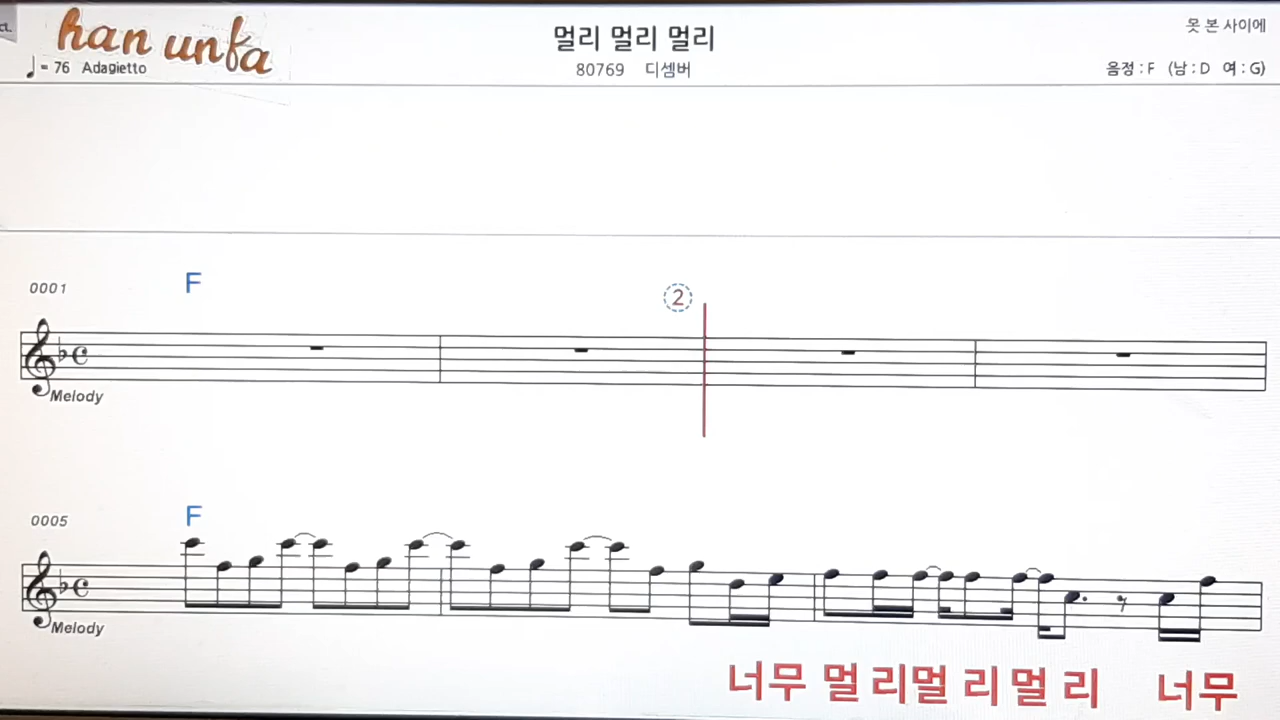 han unfa
멀리 멀리 멀리
못 본 사이에
♩= 76 Adagietto
80769 디셈버
음정 : F (남 : D 여 : G)
0001
F
2
Melody
0005
F
Melody
너무 멀 리멀 리 멀 리 너무